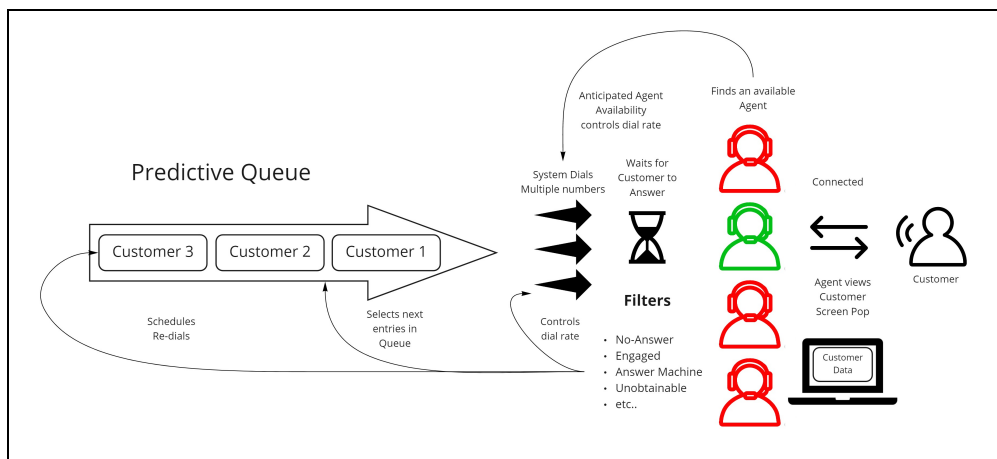 Predictive Queue
Customer 3
Customer 2
Customer 1
Schedules
Re-dials
Selects next
entries in
Queue
Anticipated Agent
Availability
controls dial rate
System Dials
Multiple numbers
Controls
dial rate
Waits for
Customer to
Answer
Filters
• No-Answer
• Engaged
• Answer Machine
• Unobtainable
• etc..
Finds an available
Agent
Connected
Agent views
Customer
Screen Pop
Customer
Data
Customer